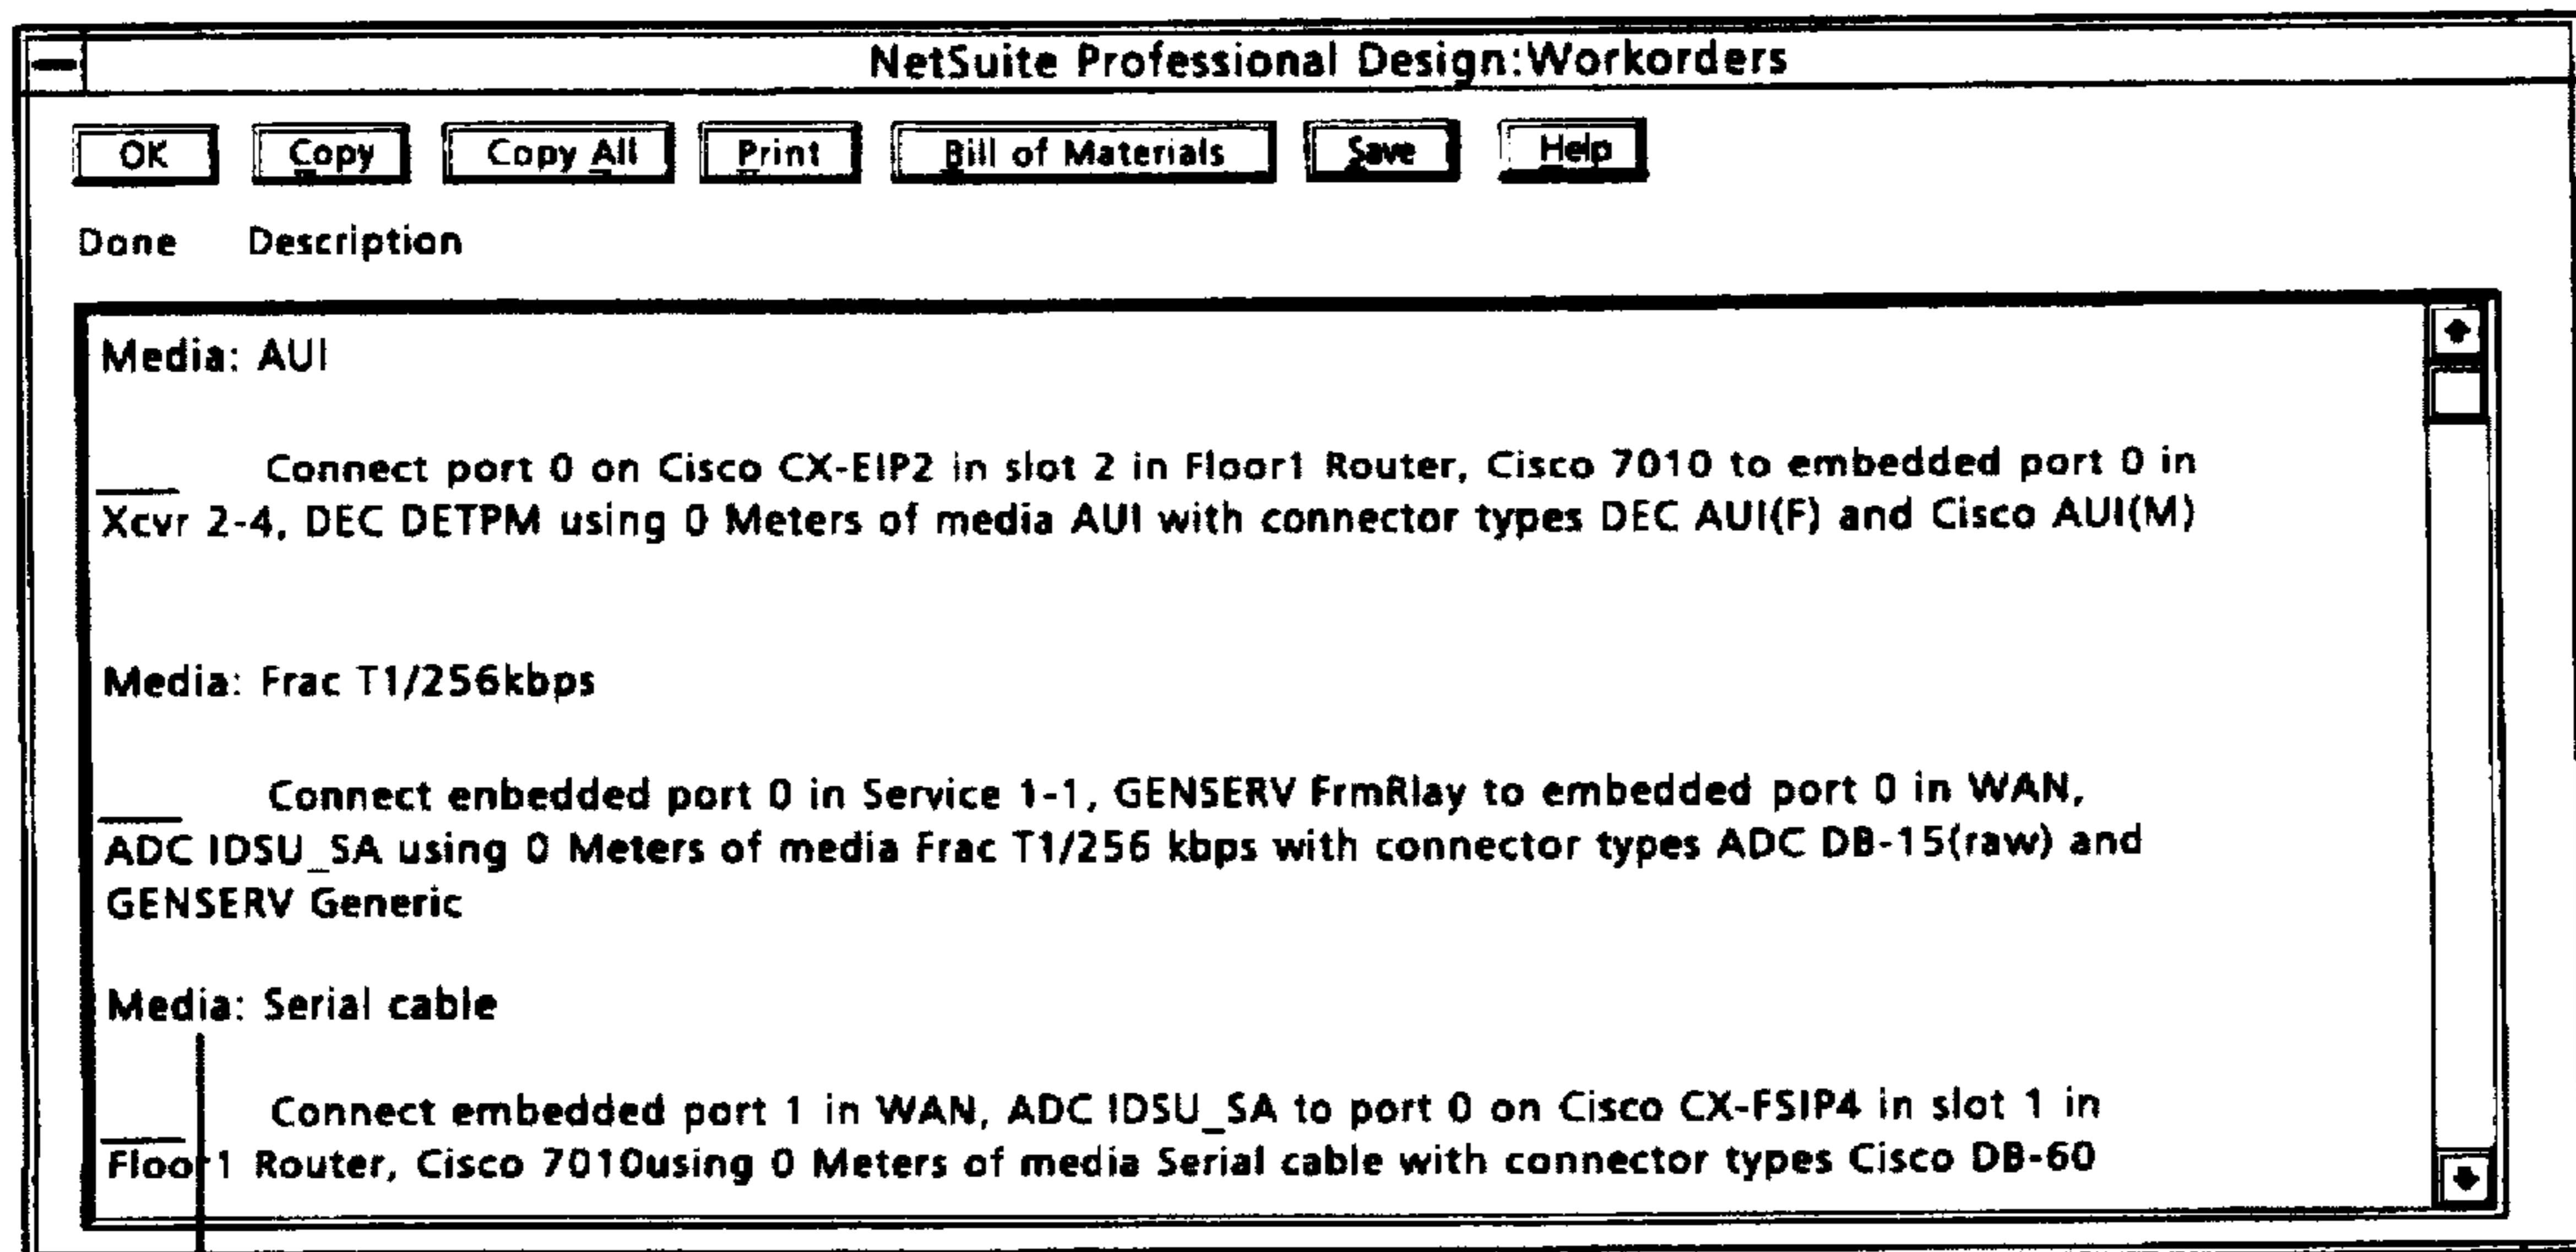 NetSuite Professional Design:Workorders
OK Copy Copy All Print Bill of Materials Save Help
Done Description
Media: AUI
___ Connect port 0 on Cisco CX-EIP2 in slot 2 in Floor1 Router, Cisco 7010 to embedded port 0 in
Xcvr 2-4, DEC DETPM using 0 Meters of media AUI with connector types DEC AUI(F) and Cisco AUI(M)
Media: Frac T1/256kbps
___ Connect enbedded port 0 in Service 1-1, GENSERV FrmRlay to embedded port 0 in WAN,
ADC IDSU_SA using 0 Meters of media Frac T1/256 kbps with connector types ADC DB-15(raw) and
GENSERV Generic
Media: Serial cable
___ Connect embedded port 1 in WAN, ADC IDSU_SA to port 0 on Cisco CX-FSIP4 in slot 1 in
Floor1 Router, Cisco 7010using 0 Meters of media Serial cable with connector types Cisco DB-60